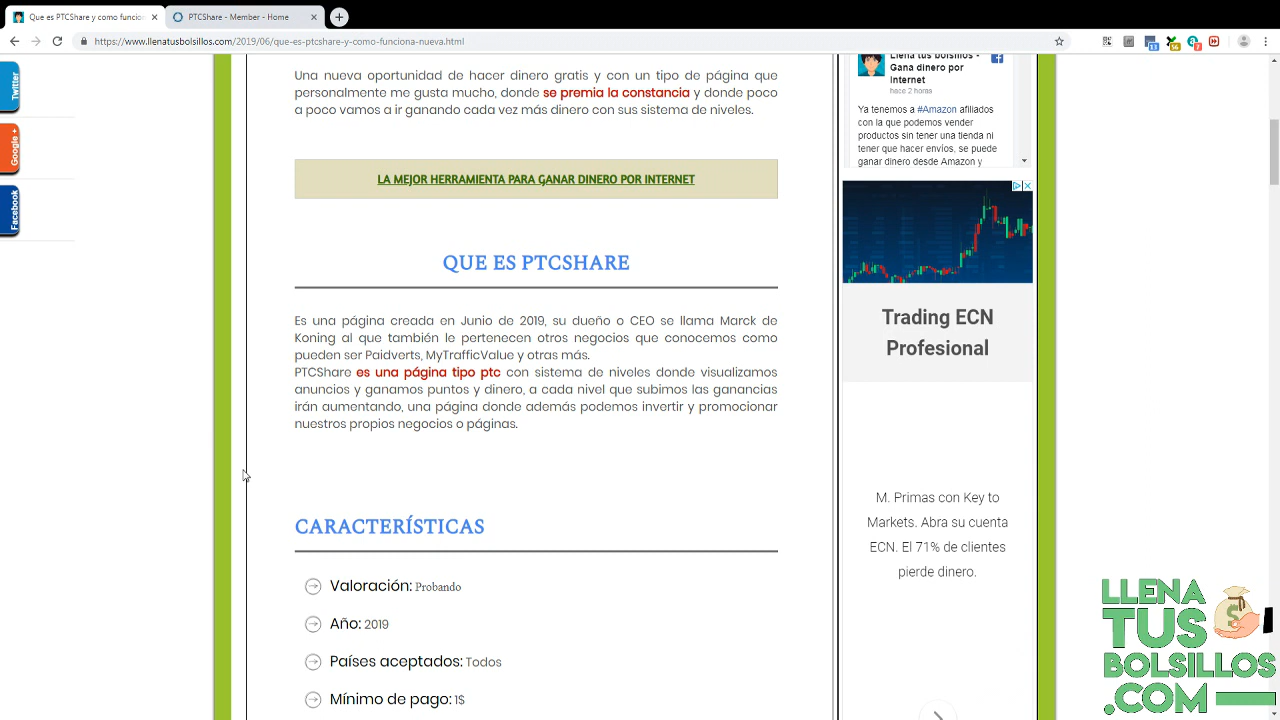 Que es PTCShare y como funcio
PTCShare - Member - Home
https://www.llenatusbolsillos.com/2019/06/que-es-ptcshare-y-como-funciona-nueva.html
Twitter
Google +
Facebook
Una nueva oportunidad de hacer dinero gratis y con un tipo de página que
personalmente me gusta mucho, donde se premia la constancia y donde poco
a poco vamos a ir ganando cada vez más dinero con sus sistema de niveles.
LA MEJOR HERRAMIENTA PARA GANAR DINERO POR INTERNET
QUE ES PTCSHARE
Es una página creada en Junio de 2019, su dueño o CEO se llama Marck de
Koning al que también le pertenecen otros negocios que conocemos como
pueden ser Paidverts, MyTrafficValue y otras más.
PTCShare es una página tipo ptc con sistema de niveles donde visualizamos
anuncios y ganamos puntos y dinero, a cada nivel que subimos las ganancias
irán aumentando, una página donde además podemos invertir y promocionar
nuestros propios negocios o páginas.
CARACTERÍSTICAS
Valoración: Probando
Año: 2019
Países aceptados: Todos
Mínimo de pago: 1$
Llena tus bolsillos -
Gana dinero por
Internet
hace 2 horas
Ya tenemos a #Amazon afiliados
con la que podemos vender
productos sin tener una tienda ni
tener que hacer envíos, se puede
ganar dinero desde Amazon y
Trading ECN
Profesional
M. Primas con Key to
Markets. Abra su cuenta
ECN. El 71% de clientes
pierde dinero.
LLENA
TUS
BOLSILLOS
.COM